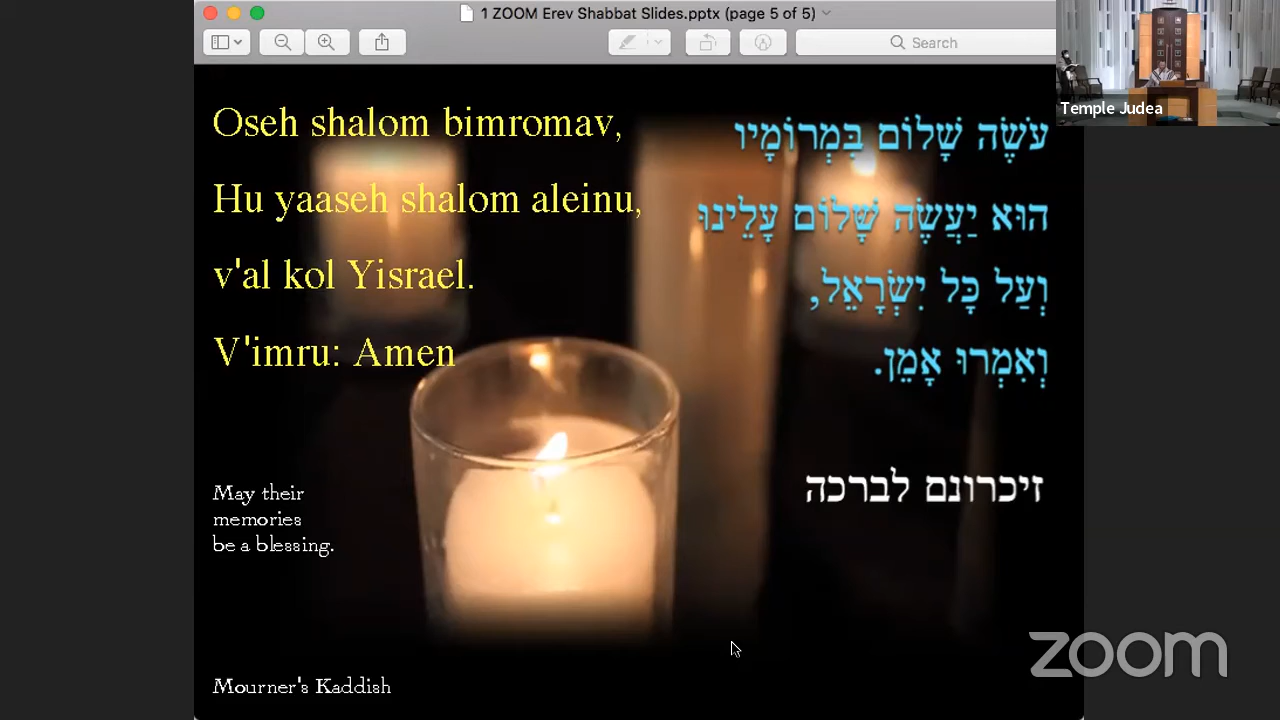 1 ZOOM Erev Shabbat Slides.pptx (page 5 of 5)
Search
Temple Judea
Oseh shalom bimromav,
Hu yaaseh shalom aleinu,
v'al kol Yisrael.
V'imru: Amen
עֹשֶׂה שָׁלוֹם בִּמְרוֹמָיו
הוּא יַעֲשֶׂה שָׁלוֹם עָלֵינוּ
וְעַל כָּל יִשְׂרָאֵל,
וְאִמְרוּ אָמֵן.
May their
memories
be a blessing.
זיכרונם לברכה
Mourner's Kaddish
zoom